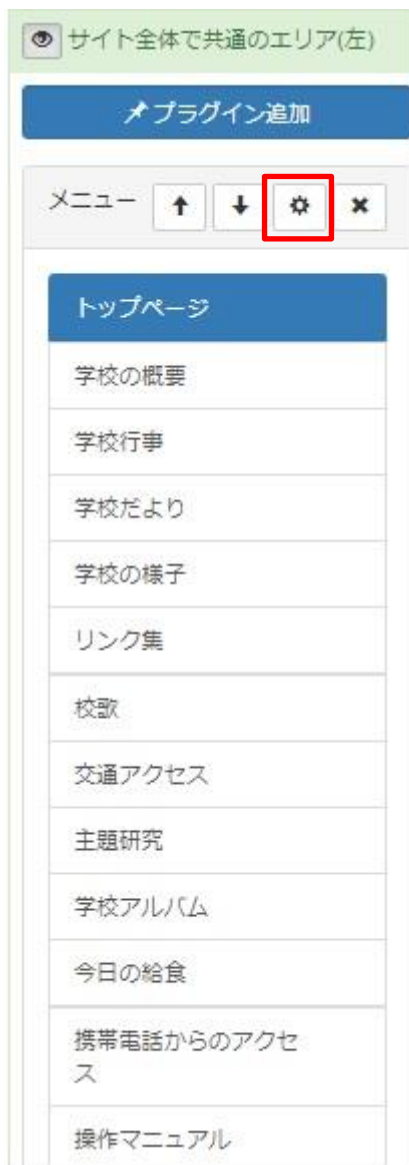 サイト全体で共通のエリア(左)
プラグイン追加
メニュー
トップページ
学校の概要
学校行事
学校だより
学校の様子
リンク集
校歌
交通アクセス
主題研究
学校アルバム
今日の給食
携帯電話からのアクセ
ス
操作マニュアル